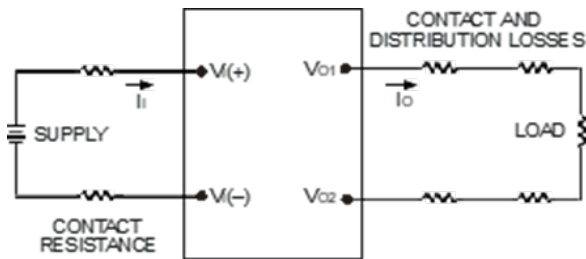 CONTACT AND
DISTRIBUTION LOSSES
VI(+)
VO1
II
IO
SUPPLY
LOAD
VI(–)
VO2
CONTACT
RESISTANCE